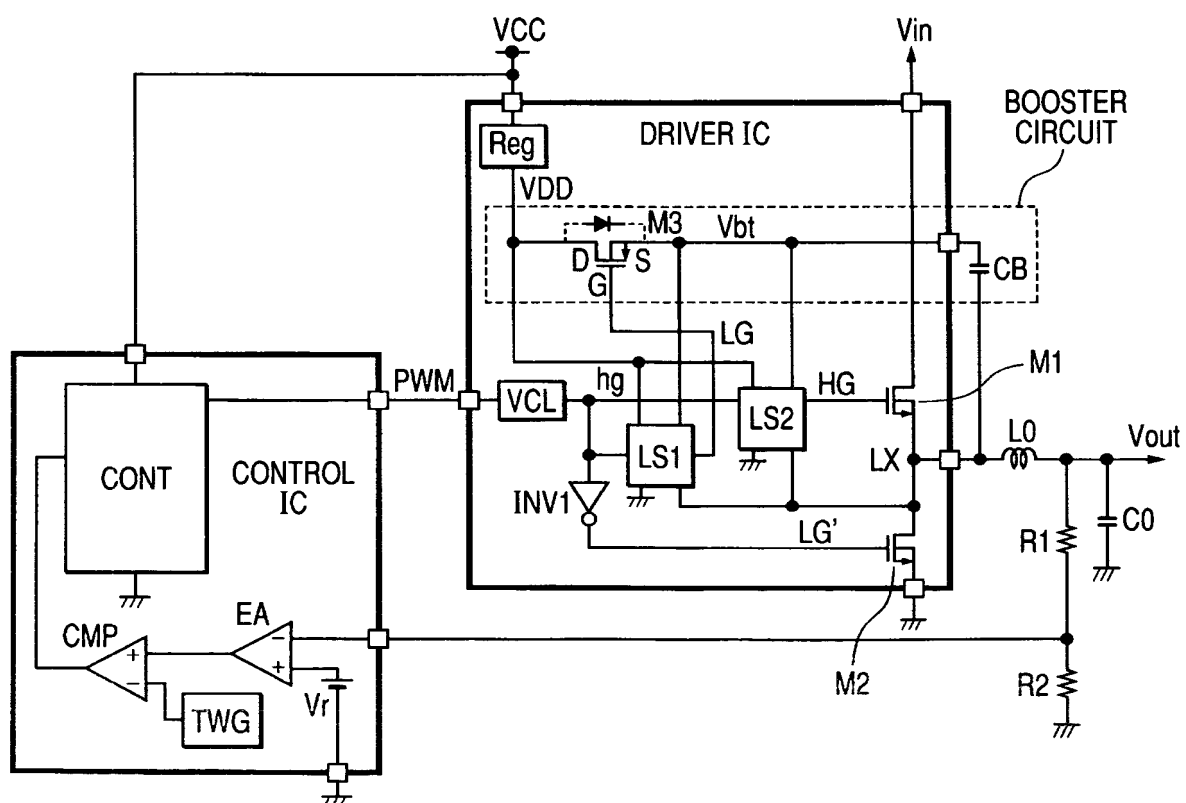 VCC
Vin
BOOSTER
CIRCUIT
DRIVER IC
Reg
VDD
M3
Vbt
D
S
G
CB
LG
M1
PWM
hg
HG
VCL
LS2
LS1
LX
L0
Vout
CONT
CONTROL
IC
INV1
LG'
R1
C0
EA
CMP
−
+
+
−
Vr
M2
R2
TWG